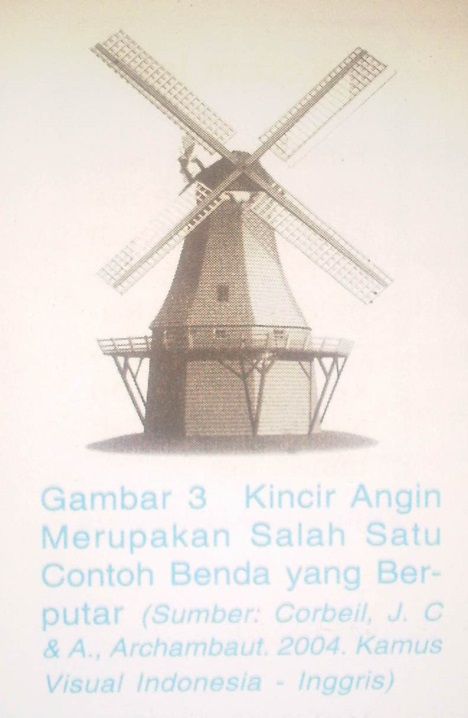 Gambar 3 Kincir Angin
Merupakan Salah Satu
Contoh Benda yang Ber-
putar (Sumber: Corbeil, J. C
& A., Archambaut. 2004. Kamus
Visual Indonesia - Inggris)